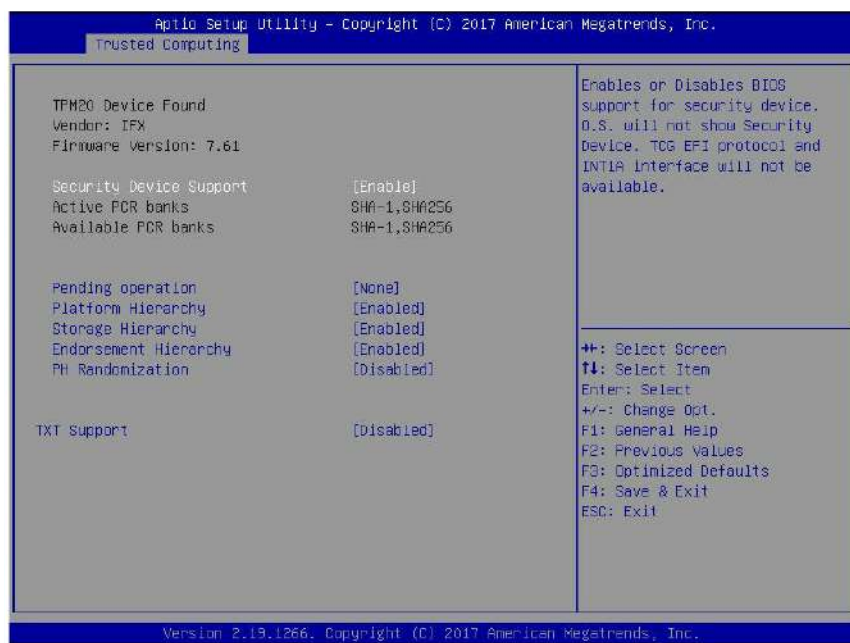 Aptio Setup Utility – Copyright (C) 2017 American Megatrends, Inc.
Trusted Computing
TPM20 Device Found
Vendor: IFX
Firmware Version: 7.61
Security Device Support [Enable]
Active PCR banks SHA-1,SHA256
Available PCR banks SHA-1,SHA256
Pending operation [None]
Platform Hierarchy [Enabled]
Storage Hierarchy [Enabled]
Endorsement Hierarchy [Enabled]
PH Randomization [Disabled]
TXT Support [Disabled]
Enables or Disables BIOS
support for security device.
O.S. will not show Security
Device. TCG EFI protocol and
INT1A interface will not be
available.
→←: Select Screen
↑↓: Select Item
Enter: Select
+/-: Change Opt.
F1: General Help
F2: Previous Values
F3: Optimized Defaults
F4: Save & Exit
ESC: Exit
Version 2.19.1266. Copyright (C) 2017 American Megatrends, Inc.